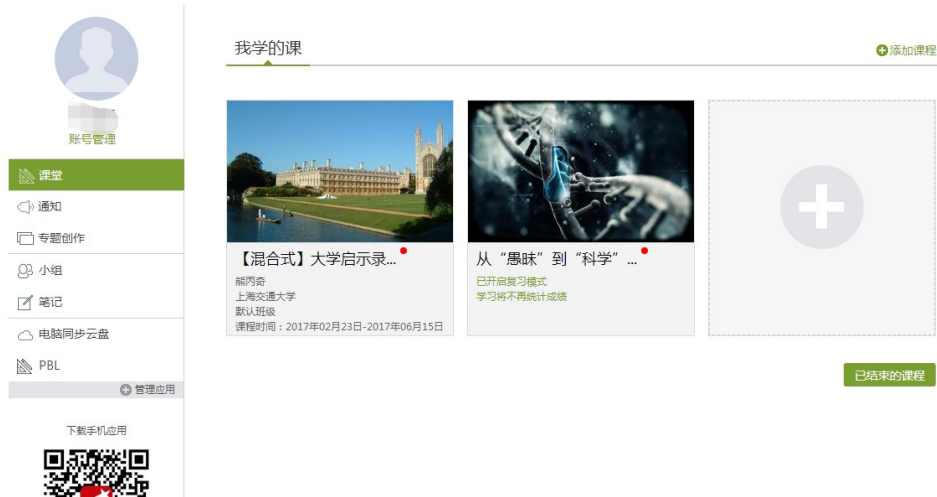 账号管理
课堂
通知
专题创作
小组
笔记
电脑同步云盘
PBL
管理应用
下载手机应用
我学的课
添加课程
【混合式】大学启示录...
熊丙奇
上海交通大学
默认班级
课程时间：2017年02月23日-2017年06月15日
从“愚昧”到“科学”...
已开启复习模式
学习将不再统计成绩
已结束的课程